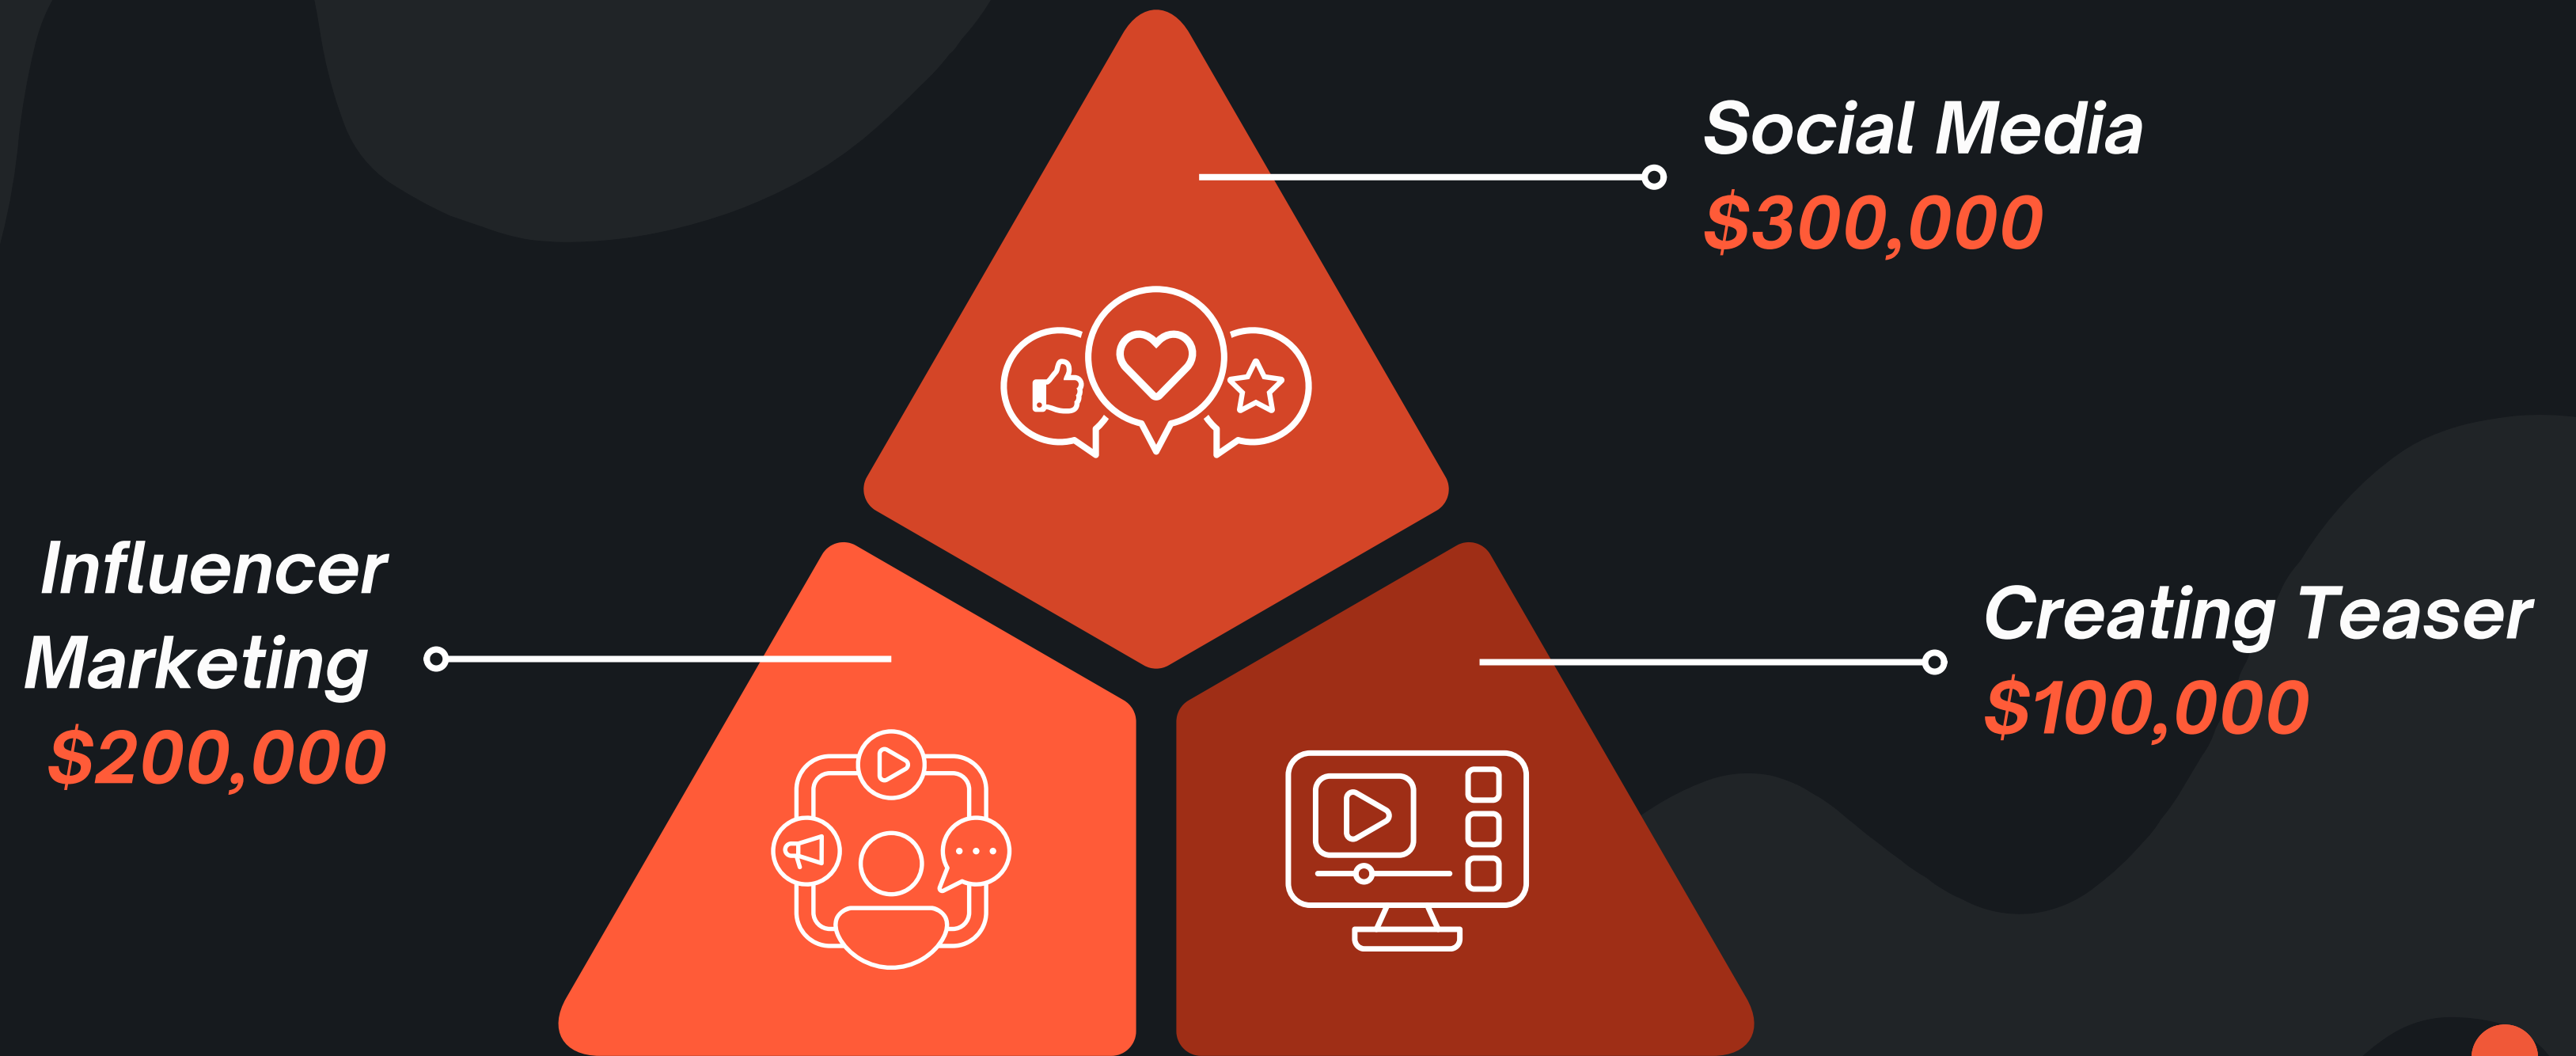 Social Media
$300,000
Influencer
Marketing
$200,000
Creating Teaser
$100,000